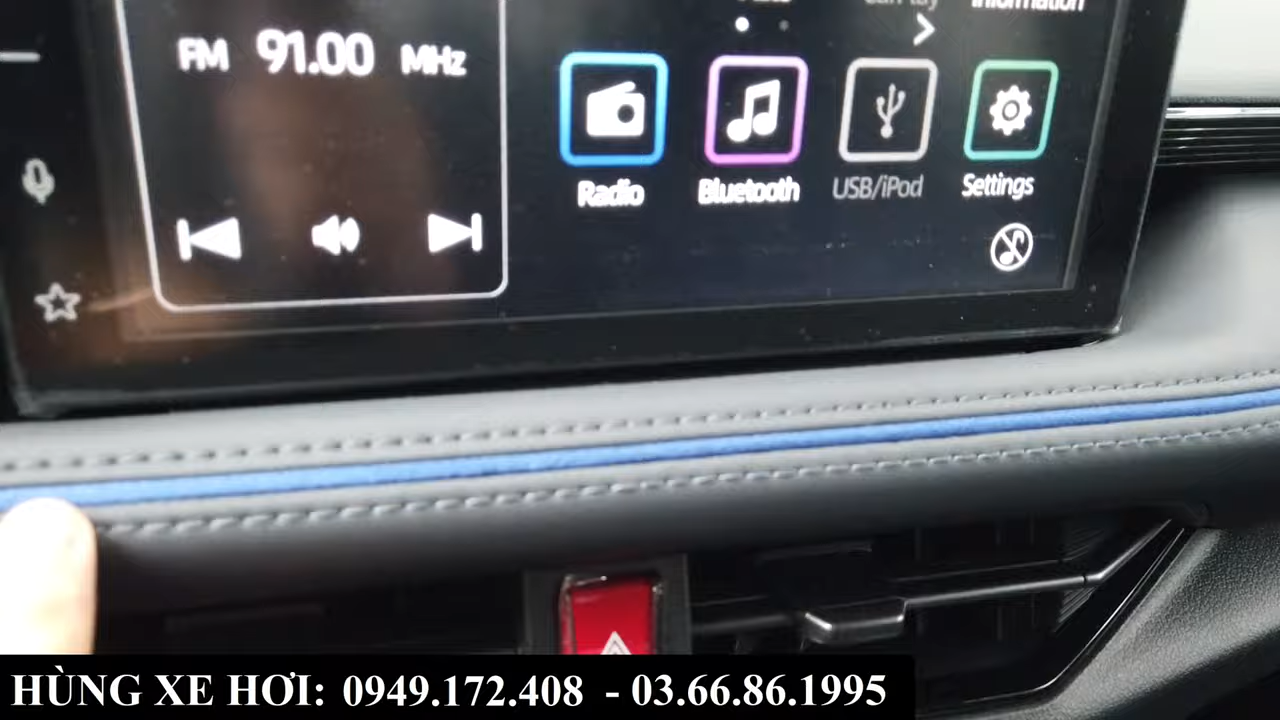 Information
FM 91.00 MHz
Radio
Bluetooth
USB/iPod
Settings
HÙNG XE HƠI: 0949.172.408 - 03.66.86.1995